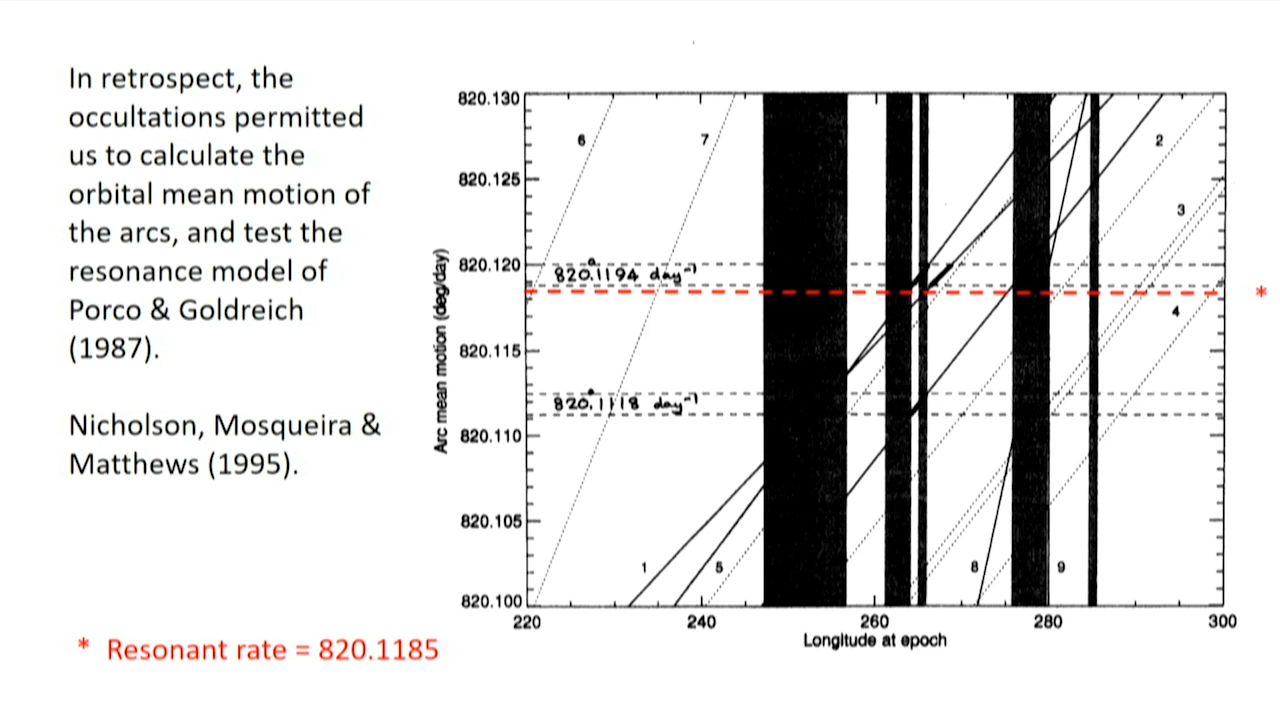 In retrospect, the
occultations permitted
us to calculate the
orbital mean motion of
the arcs, and test the
resonance model of
Porco & Goldreich
(1987).
Nicholson, Mosqueira &
Matthews (1995).
* Resonant rate = 820.1185
Arc mean motion (deg/day)
820.130
820.125
820.120
820.115
820.110
820.105
820.100
6
7
2
3
820.°1194 day⁻¹
*
4
820.°1118 day⁻¹
1
5
8
9
220
240
260
280
300
Longitude at epoch